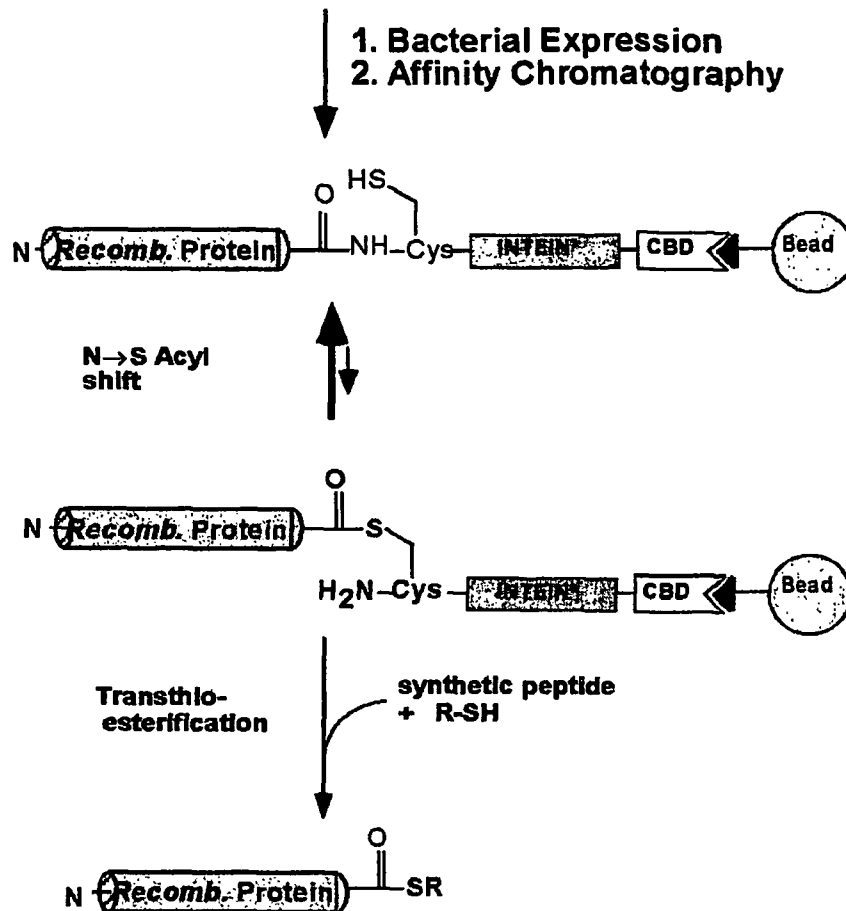 1. Bacterial Expression
2. Affinity Chromatography
O
HS
N Recomb. Protein NH Cys INTEIN CBD Bead
N→S Acyl
shift
O
N Recomb. Protein S
H2N Cys INTEIN CBD Bead
Transthio-
esterification
synthetic peptide
+ R-SH
O
N Recomb. Protein SR